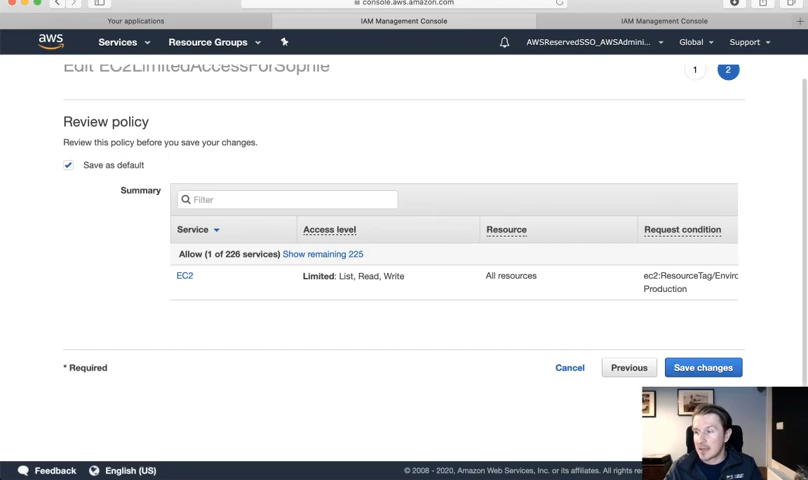 console.aws.amazon.com
Your applications
IAM Management Console
IAM Management Console
aws
Services
Resource Groups
AWSReservedSSO_AWSAdmini...
Global
Support
Edit EC2LimitedAccessForSophie
1
2
Review policy
Review this policy before you save your changes.
Save as default
Summary
Filter
Service
Access level
Resource
Request condition
Allow (1 of 226 services) Show remaining 225
EC2
Limited: List, Read, Write
All resources
ec2:ResourceTag/Enviro
Production
* Required
Cancel
Previous
Save changes
Feedback
English (US)
© 2008 - 2020, Amazon Web Services, Inc. or its affiliates. All rights res